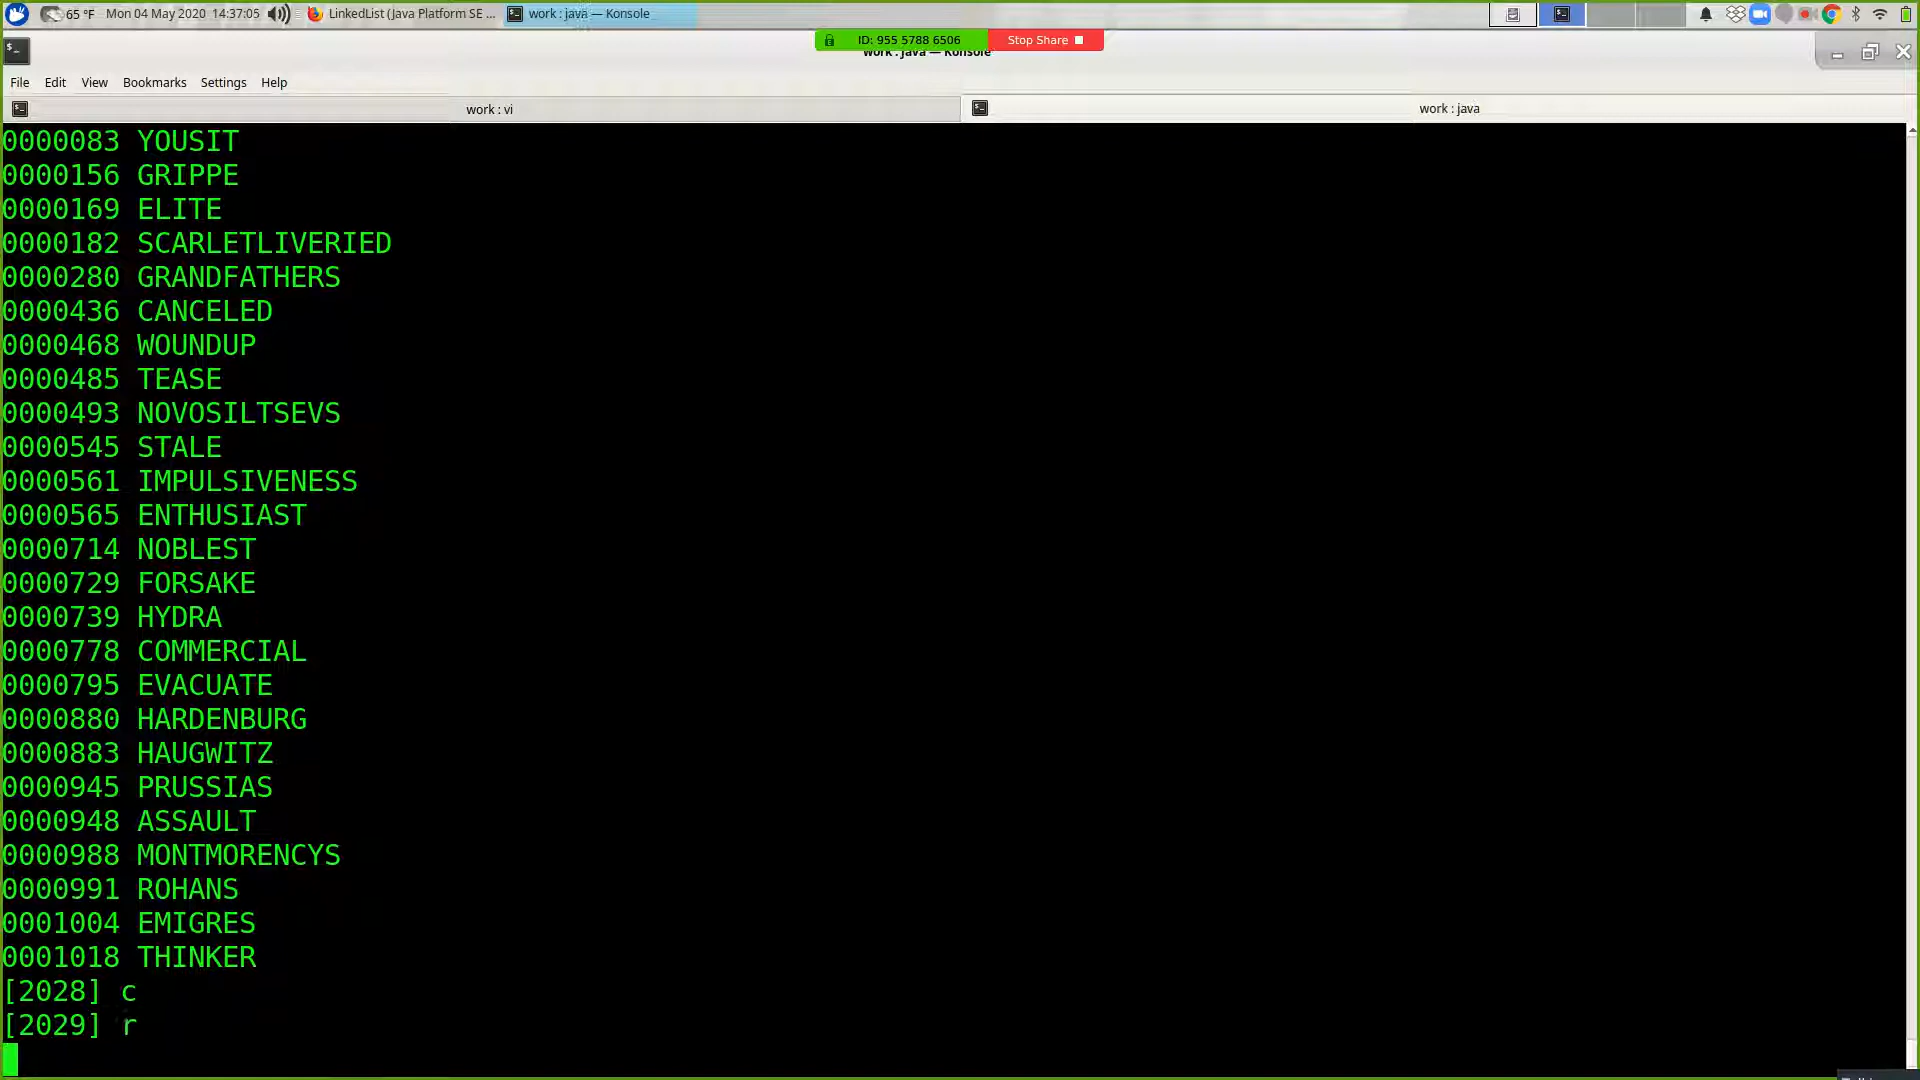 65 °F Mon 04 May 2020 14:37:05 LinkedList (Java Platform SE ... work : java — Konsole
ID: 955 5788 6506 Stop Share
work : java — Konsole
File Edit View Bookmarks Settings Help
work : vi work : java
0000083 YOUSIT
0000156 GRIPPE
0000169 ELITE
0000182 SCARLETLIVERIED
0000280 GRANDFATHERS
0000436 CANCELED
0000468 WOUNDUP
0000485 TEASE
0000493 NOVOSILTSEVS
0000545 STALE
0000561 IMPULSIVENESS
0000565 ENTHUSIAST
0000714 NOBLEST
0000729 FORSAKE
0000739 HYDRA
0000778 COMMERCIAL
0000795 EVACUATE
0000880 HARDENBURG
0000883 HAUGWITZ
0000945 PRUSSIAS
0000948 ASSAULT
0000988 MONTMORENCYS
0000991 ROHANS
0001004 EMIGRES
0001018 THINKER
[2028] c
[2029] r